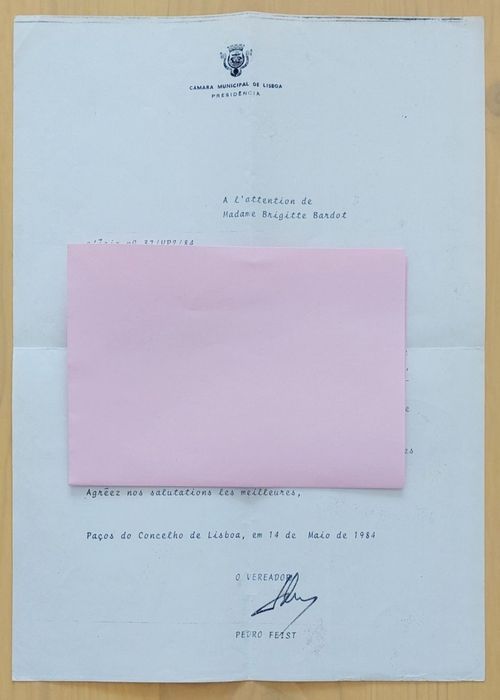 CÂMARA MUNICIPAL DE LISBOA
PRESIDÊNCIA
A l'attention de
Madame Brigitte Bardot
Agréez nos salutations les meilleures,
Paços do Concelho de Lisboa, em 14 de Maio de 1984
O VEREADOR
PEDRO FEIST